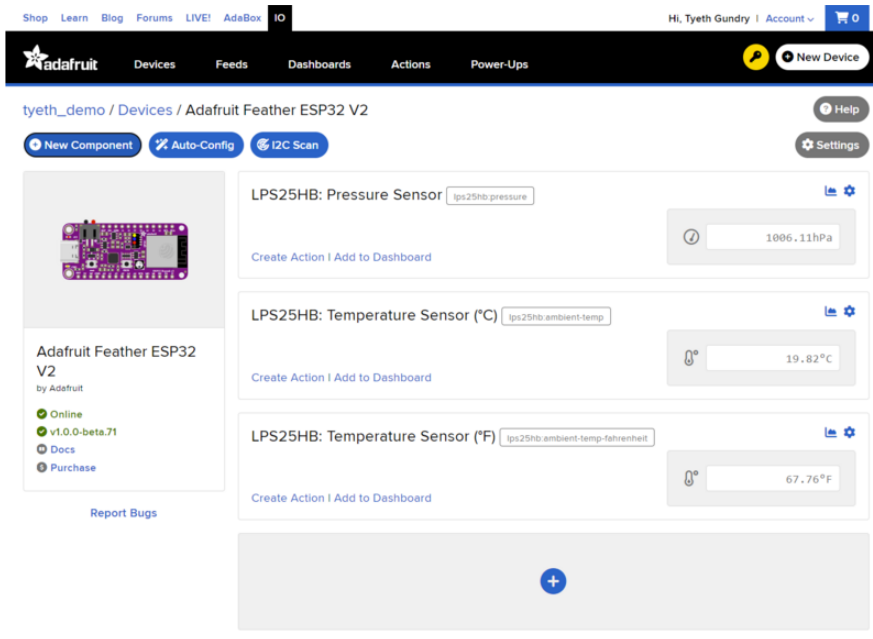 Shop Learn Blog Forums LIVE! AdaBox IO
Hi, Tyeth Gundry | Account 0
adafruit Devices Feeds Dashboards Actions Power-Ups New Device
tyeth_demo / Devices / Adafruit Feather ESP32 V2
Help
New Component Auto-Config I2C Scan
Settings
LPS25HB: Pressure Sensor lps25hb:pressure
1006.11hPa
Create Action | Add to Dashboard
LPS25HB: Temperature Sensor (°C) lps25hb:ambient-temp
19.82°C
Create Action | Add to Dashboard
LPS25HB: Temperature Sensor (°F) lps25hb:ambient-temp-fahrenheit
67.76°F
Create Action | Add to Dashboard
Adafruit Feather ESP32
V2
by Adafruit
Online
v1.0.0-beta.71
Docs
Purchase
Report Bugs